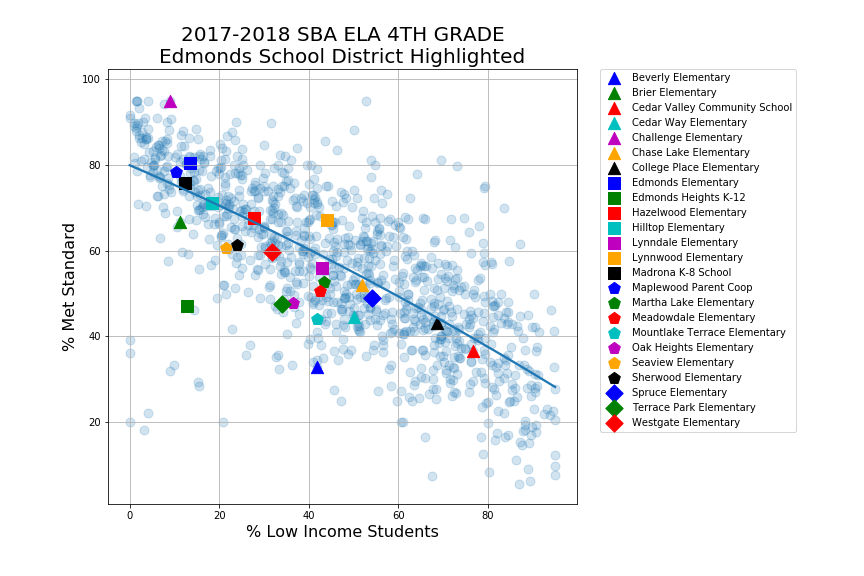 2017-2018 SBA ELA 4TH GRADE
Edmonds School District Highlighted
100
80
60
40
20
% Met Standard
0
20
40
60
80
% Low Income Students
Beverly Elementary
Brier Elementary
Cedar Valley Community School
Cedar Way Elementary
Challenge Elementary
Chase Lake Elementary
College Place Elementary
Edmonds Elementary
Edmonds Heights K-12
Hazelwood Elementary
Hilltop Elementary
Lynndale Elementary
Lynnwood Elementary
Madrona K-8 School
Maplewood Parent Coop
Martha Lake Elementary
Meadowdale Elementary
Mountlake Terrace Elementary
Oak Heights Elementary
Seaview Elementary
Sherwood Elementary
Spruce Elementary
Terrace Park Elementary
Westgate Elementary